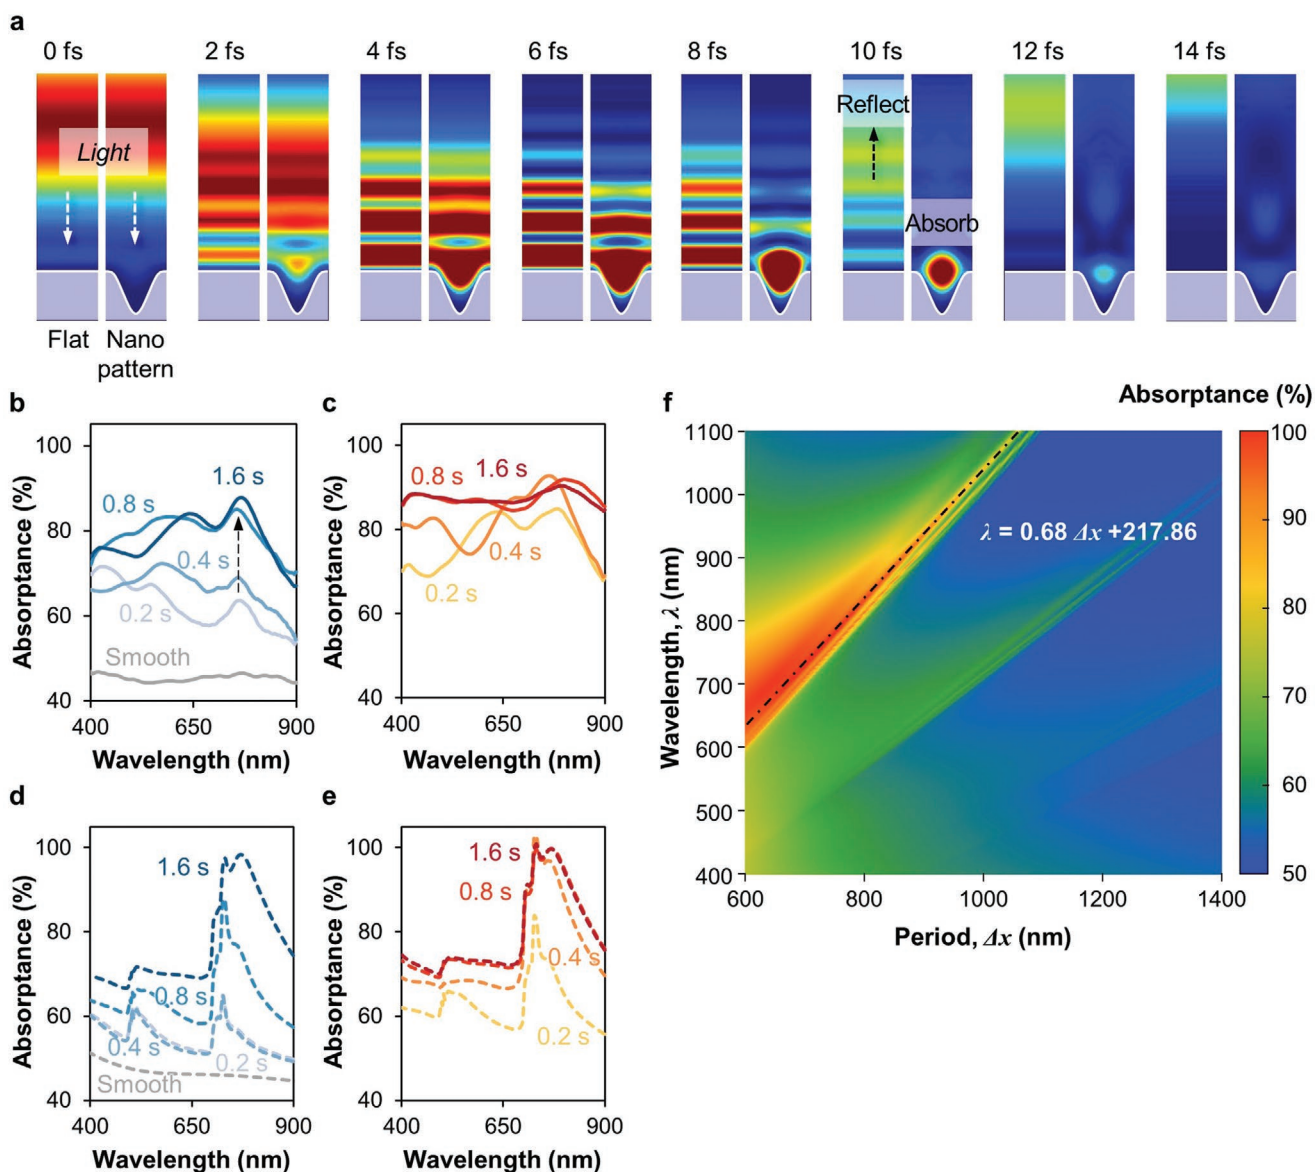 a
0 fs 2 fs 4 fs 6 fs 8 fs 10 fs 12 fs 14 fs
Light
Reflect
Absorb
Flat Nano
pattern
b
Absorptance (%)
100
80
60
40
1.6 s
0.8 s
0.4 s
0.2 s
Smooth
400 650 900
Wavelength (nm)
c
Absorptance (%)
100
80
60
40
0.8 s
1.6 s
0.4 s
0.2 s
400 650 900
Wavelength (nm)
d
Absorptance (%)
100
80
60
40
1.6 s
0.8 s
0.4 s
0.2 s
Smooth
400 650 900
Wavelength (nm)
e
Absorptance (%)
100
80
60
40
1.6 s
0.8 s
0.4 s
0.2 s
400 650 900
Wavelength (nm)
f
Absorptance (%)
Wavelength, λ (nm)
1100
1000
900
800
700
600
500
400
λ = 0.68 Δx +217.86
600 800 1000 1200 1400
Period, Δx (nm)
100
90
80
70
60
50